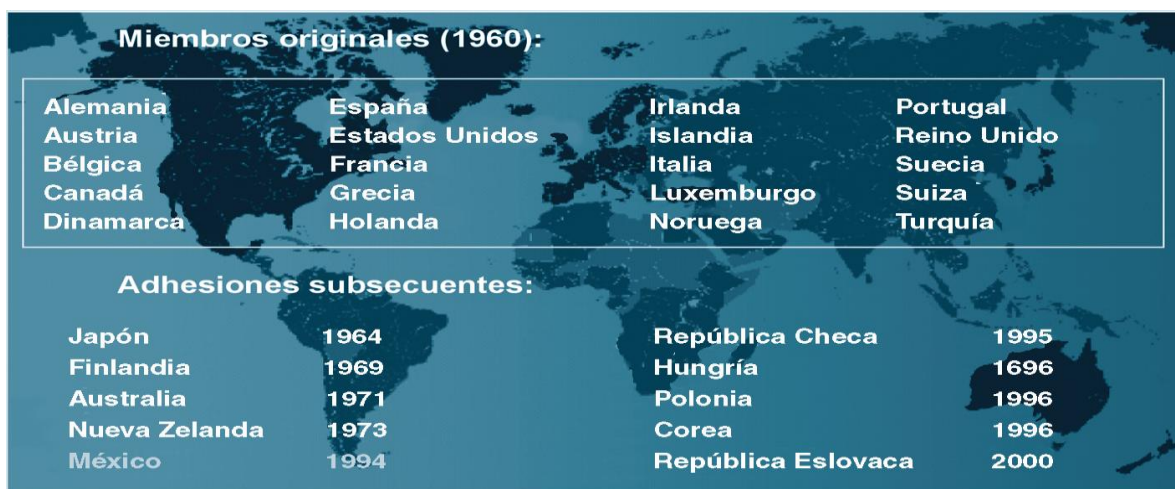 Miembros originales (1960):
Alemania España Irlanda Portugal
Austria Estados Unidos Islandia Reino Unido
Bélgica Francia Italia Suecia
Canadá Grecia Luxemburgo Suiza
Dinamarca Holanda Noruega Turquía
Adhesiones subsecuentes:
Japón 1964 República Checa 1995
Finlandia 1969 Hungría 1696
Australia 1971 Polonia 1996
Nueva Zelanda 1973 Corea 1996
México 1994 República Eslovaca 2000